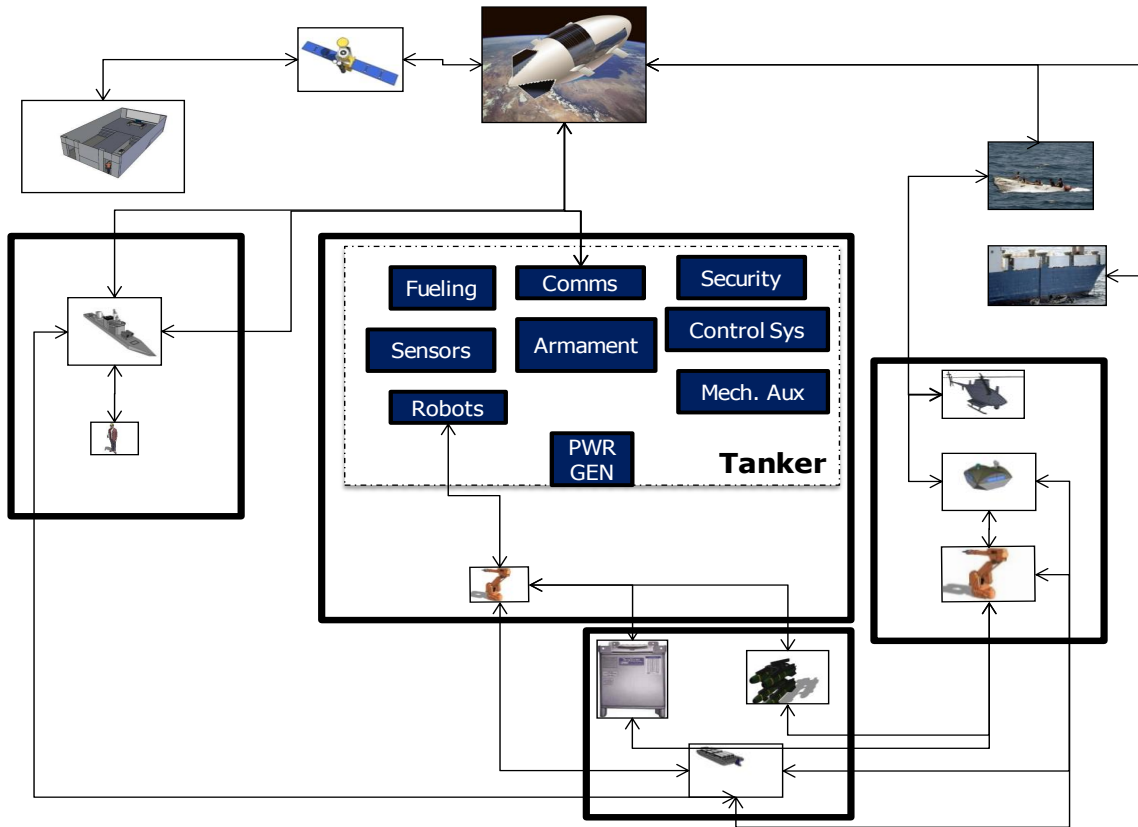 Fueling
Comms
Security
Sensors
Armament
Control Sys
Robots
Mech. Aux
PWR
GEN
Tanker